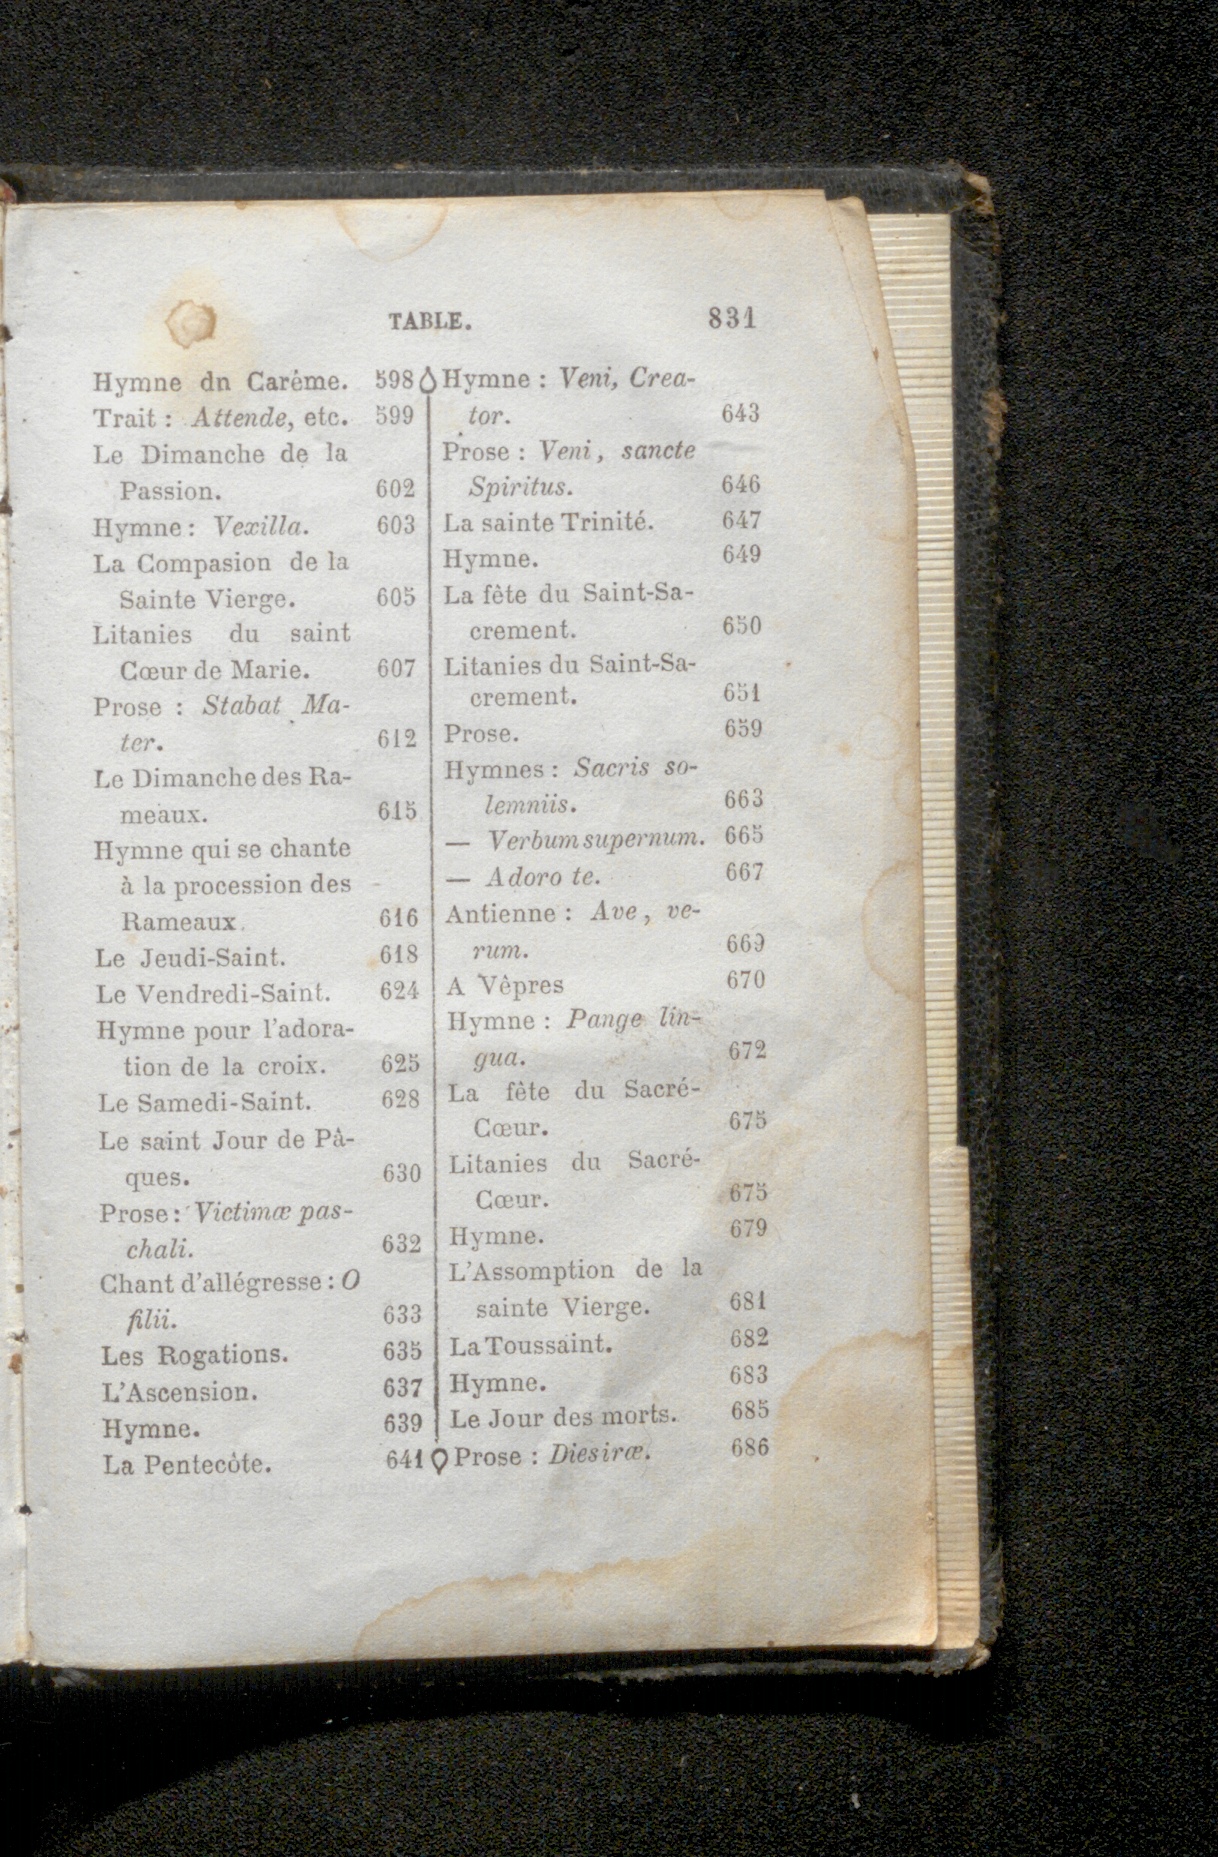 TABLE. 831
Hymne dn Carême. 598
Trait : Attende, etc. 599
Le Dimanche de la
Passion. 602
Hymne : Vexilla. 603
La Compasion de la
Sainte Vierge. 605
Litanies du saint
Cœur de Marie. 607
Prose : Stabat Ma-
ter. 612
Le Dimanche des Ra-
meaux. 615
Hymne qui se chante
à la procession des
Rameaux. 616
Le Jeudi-Saint. 618
Le Vendredi-Saint. 624
Hymne pour l'adora-
tion de la croix. 625
Le Samedi-Saint. 628
Le saint Jour de Pâ-
ques. 630
Prose : Victimæ pas-
chali. 632
Chant d'allégresse : O
filii. 633
Les Rogations. 635
L'Ascension. 637
Hymne. 639
La Pentecôte. 641
Hymne : Veni, Crea-
tor. 643
Prose : Veni, sancte
Spiritus. 646
La sainte Trinité. 647
Hymne. 649
La fête du Saint-Sa-
crement. 650
Litanies du Saint-Sa-
crement. 651
Prose. 659
Hymnes : Sacris so-
lemniis. 663
— Verbum supernum. 665
— Adoro te. 667
Antienne : Ave, ve-
rum. 669
A Vêpres 670
Hymne : Pange lin-
gua. 672
La fête du Sacré-
Cœur. 675
Litanies du Sacré-
Cœur. 675
Hymne. 679
L'Assomption de la
sainte Vierge. 681
La Toussaint. 682
Hymne. 683
Le Jour des morts. 685
Prose : Dies iræ. 686